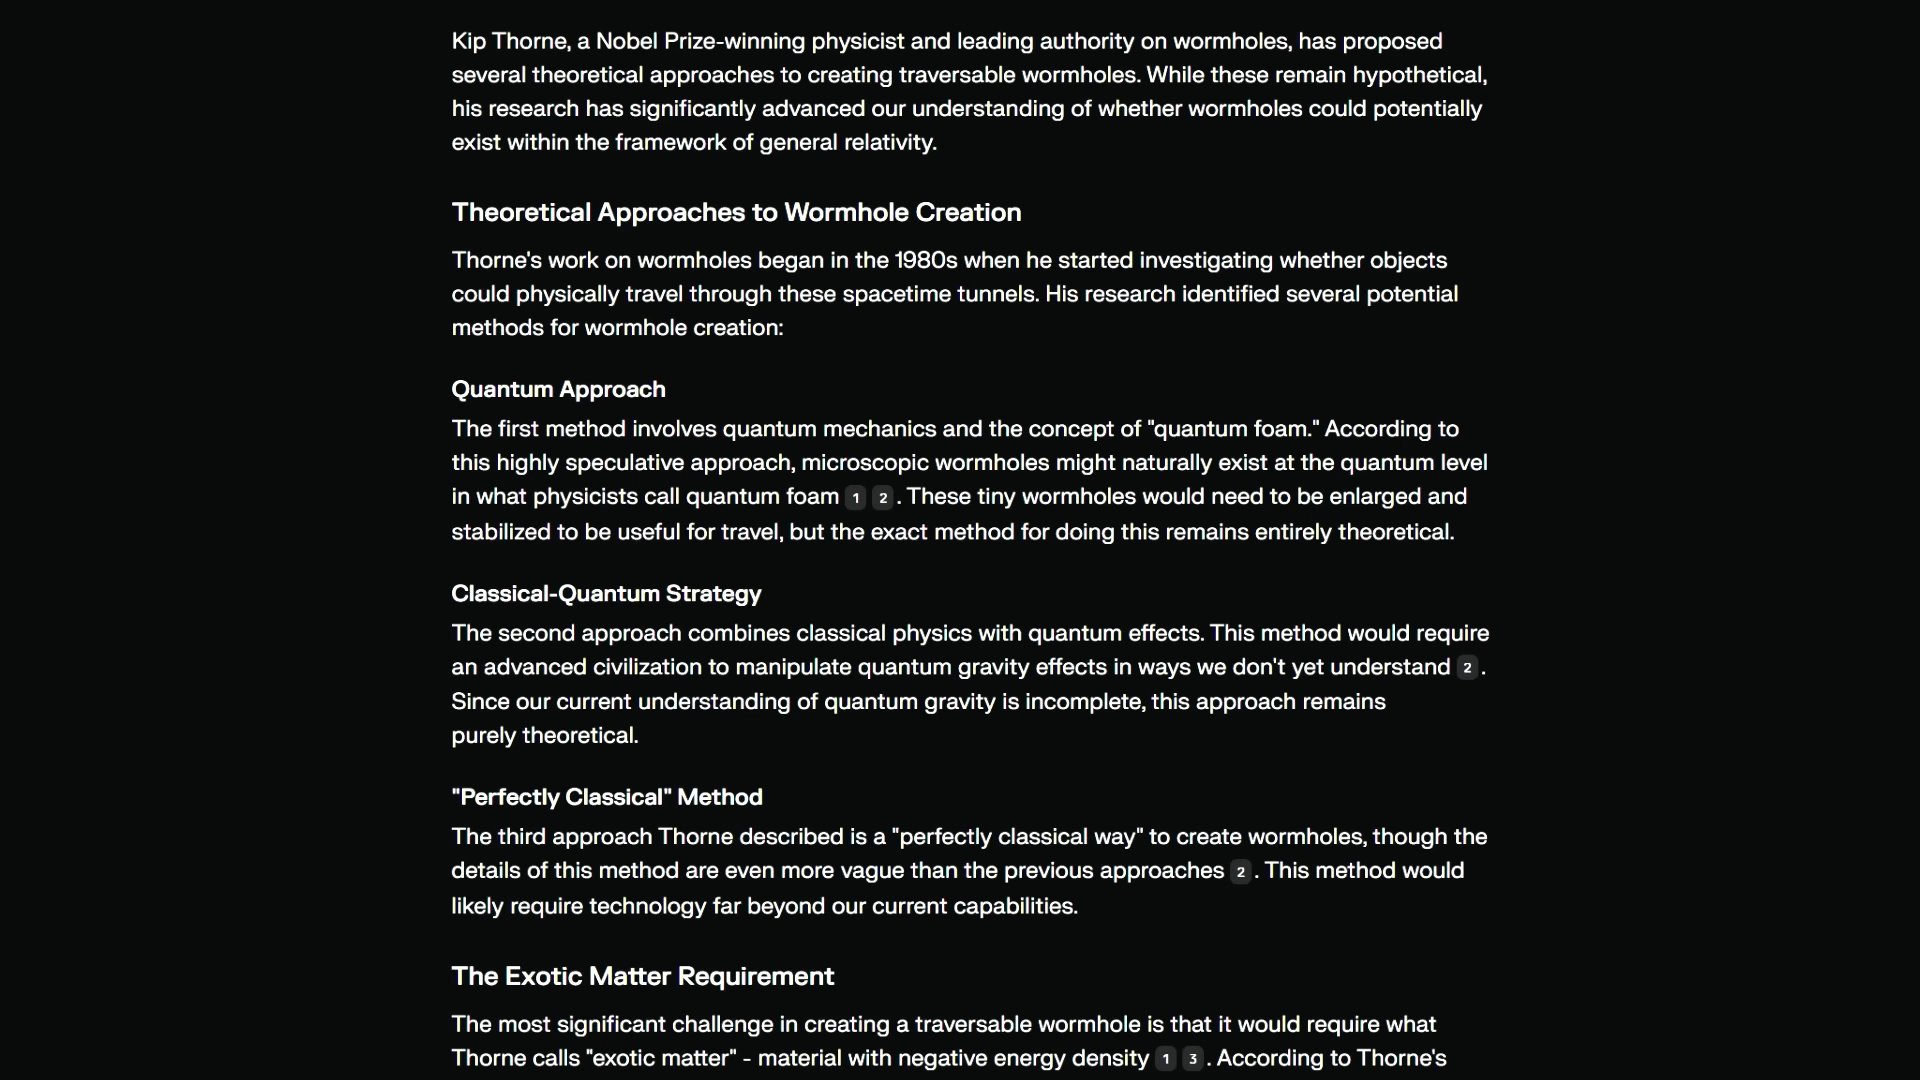 Kip Thorne, a Nobel Prize-winning physicist and leading authority on wormholes, has proposed
several theoretical approaches to creating traversable wormholes. While these remain hypothetical,
his research has significantly advanced our understanding of whether wormholes could potentially
exist within the framework of general relativity.
Theoretical Approaches to Wormhole Creation
Thorne's work on wormholes began in the 1980s when he started investigating whether objects
could physically travel through these spacetime tunnels. His research identified several potential
methods for wormhole creation:
Quantum Approach
The first method involves quantum mechanics and the concept of "quantum foam." According to
this highly speculative approach, microscopic wormholes might naturally exist at the quantum level
in what physicists call quantum foam 1 2 . These tiny wormholes would need to be enlarged and
stabilized to be useful for travel, but the exact method for doing this remains entirely theoretical.
Classical-Quantum Strategy
The second approach combines classical physics with quantum effects. This method would require
an advanced civilization to manipulate quantum gravity effects in ways we don't yet understand 2 .
Since our current understanding of quantum gravity is incomplete, this approach remains
purely theoretical.
"Perfectly Classical" Method
The third approach Thorne described is a "perfectly classical way" to create wormholes, though the
details of this method are even more vague than the previous approaches 2 . This method would
likely require technology far beyond our current capabilities.
The Exotic Matter Requirement
The most significant challenge in creating a traversable wormhole is that it would require what
Thorne calls "exotic matter" - material with negative energy density 1 3 . According to Thorne's